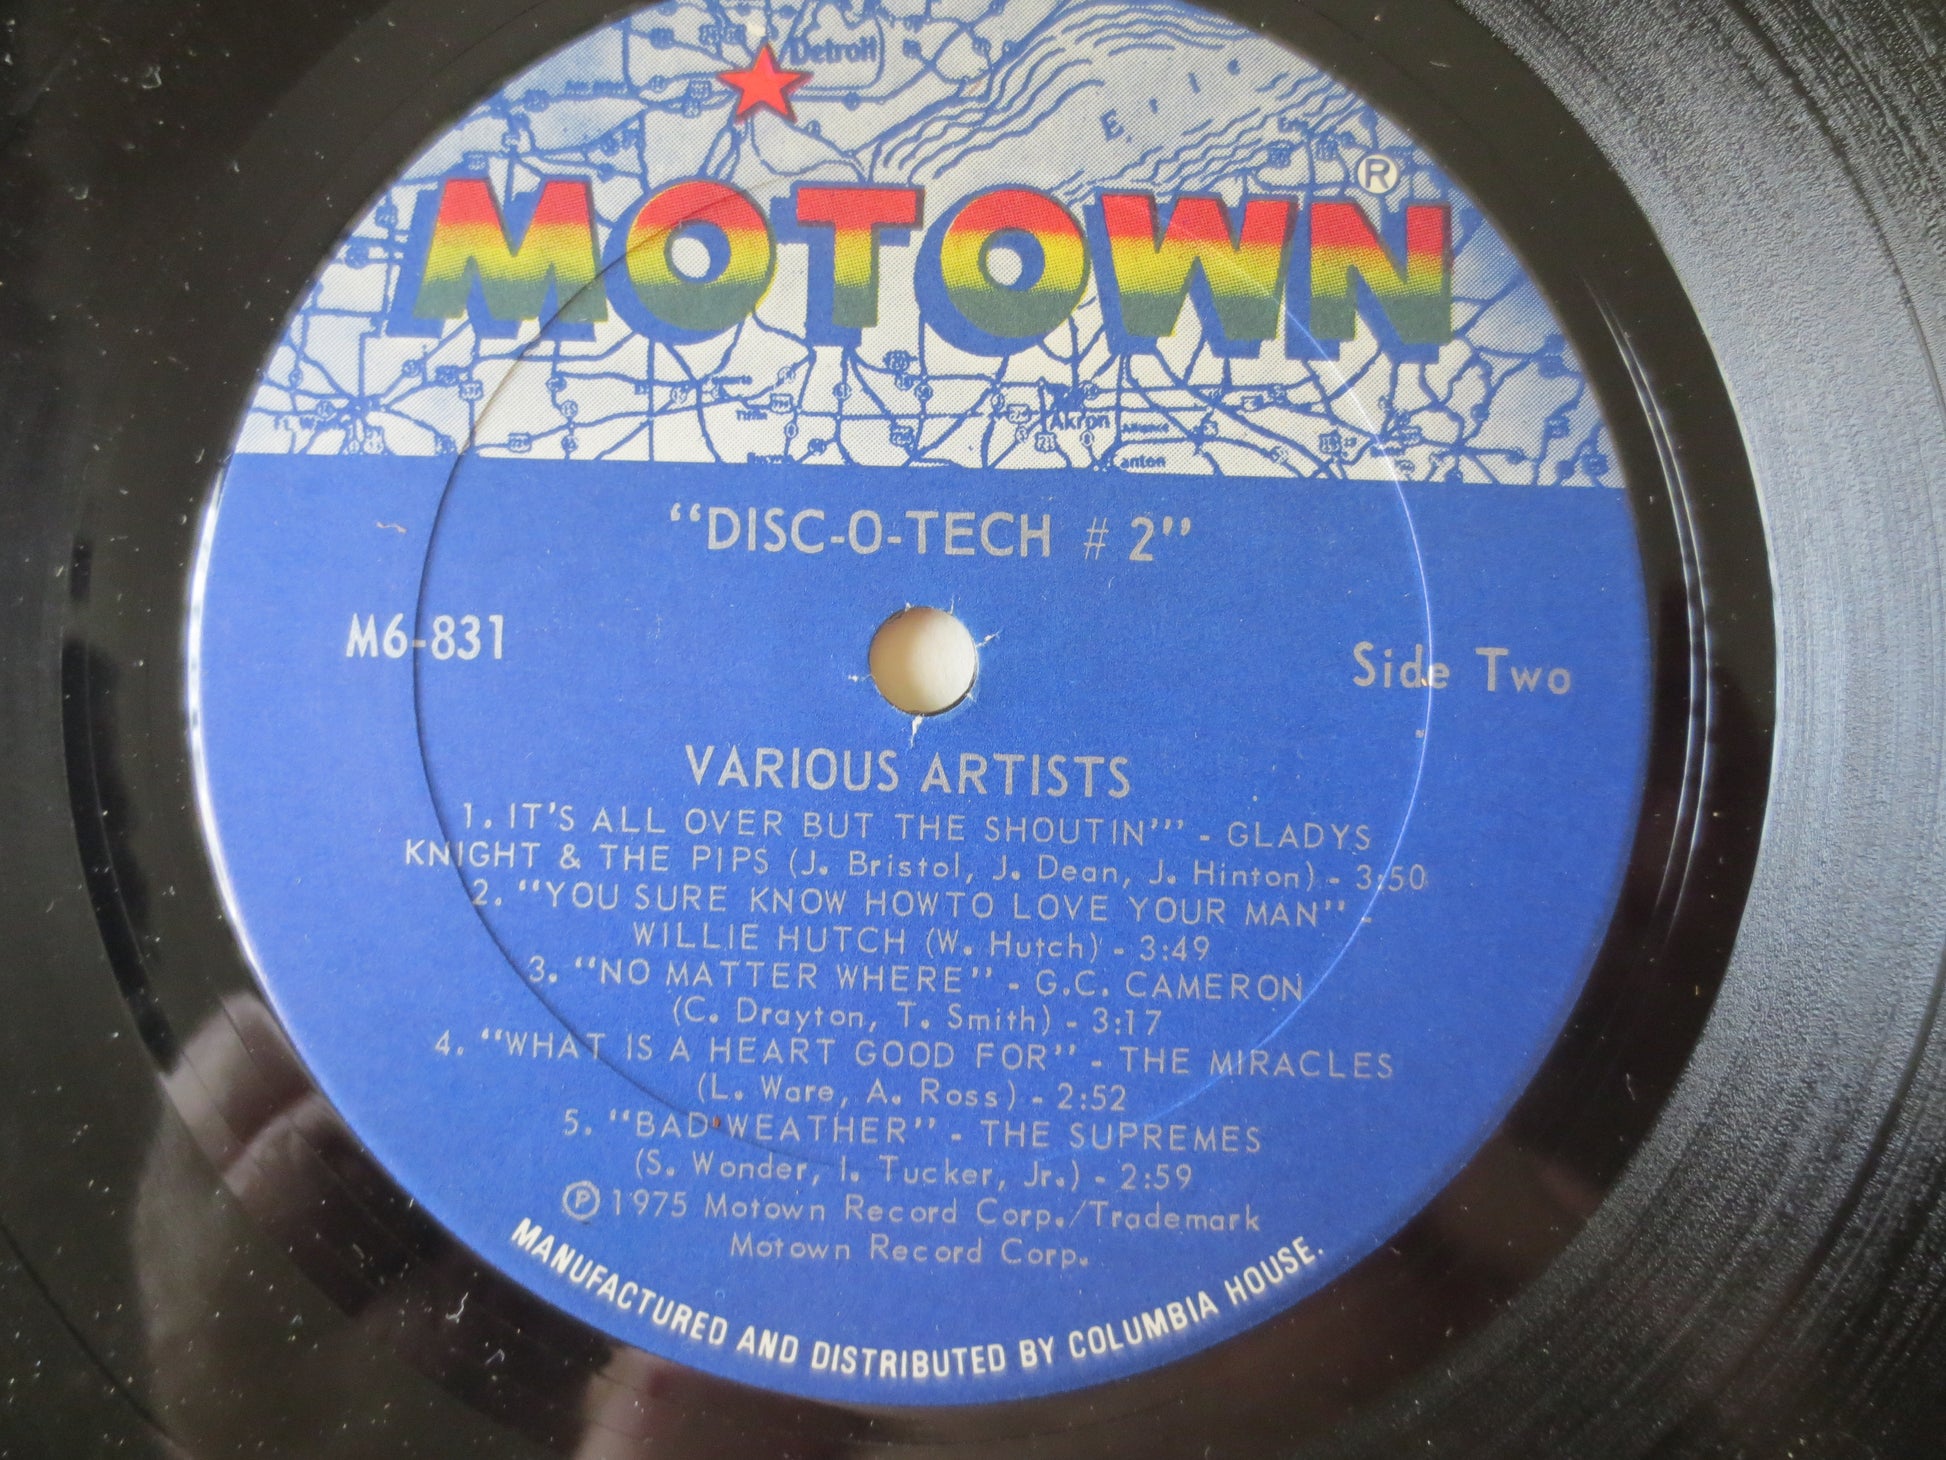 Detroit
Erie
MOTOWN ®
Akron
Alliance
Canton
"DISC-O-TECH # 2"
M6-831
Side Two
VARIOUS ARTISTS
1. IT'S ALL OVER BUT THE SHOUTIN'" - GLADYS
KNIGHT & THE PIPS (J. Bristol, J. Dean, J. Hinton) - 3:50
2. "YOU SURE KNOW HOW TO LOVE YOUR MAN" -
WILLIE HUTCH (W. Hutch) - 3:49
3. "NO MATTER WHERE" - G.C. CAMERON
(C. Drayton, T. Smith) - 3:17
4. "WHAT IS A HEART GOOD FOR" - THE MIRACLES
(L. Ware, A. Ross) - 2:52
5. "BAD WEATHER" - THE SUPREMES
(S. Wonder, I. Tucker, Jr.) - 2:59
Ⓟ 1975 Motown Record Corp./Trademark
Motown Record Corp.
MANUFACTURED AND DISTRIBUTED BY COLUMBIA HOUSE.